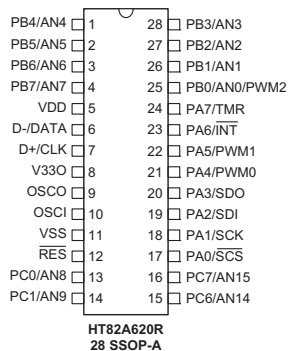 PB4/AN4 1 28 PB3/AN3
PB5/AN5 2 27 PB2/AN2
PB6/AN6 3 26 PB1/AN1
PB7/AN7 4 25 PB0/AN0/PWM2
VDD 5 24 PA7/TMR
D-/DATA 6 23 PA6/INT
D+/CLK 7 22 PA5/PWM1
V33O 8 21 PA4/PWM0
OSCO 9 20 PA3/SDO
OSCI 10 19 PA2/SDI
VSS 11 18 PA1/SCK
RES 12 17 PA0/SCS
PC0/AN8 13 16 PC7/AN15
PC1/AN9 14 15 PC6/AN14
HT82A620R
28 SSOP-A